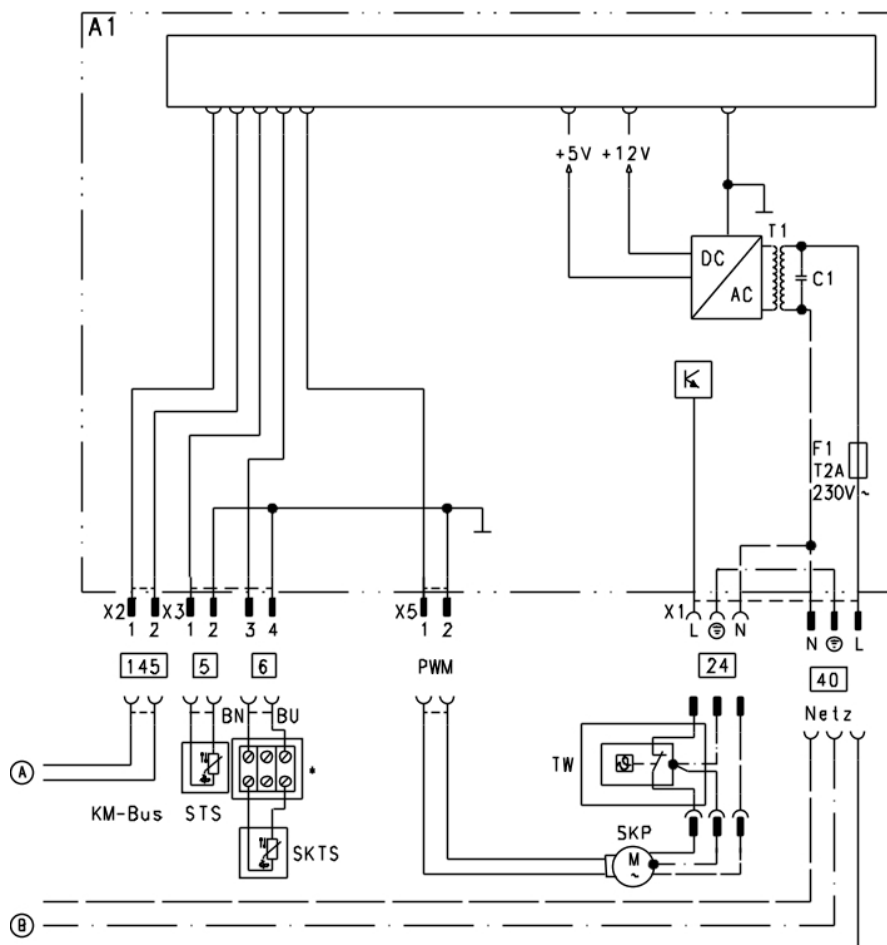 A1
+5V +12V
T1
DC
AC
C1
F1
T2A
230V ~
X2 X3 X5 X1
1 2 1 2 3 4 1 2 L N
N L
145 5 6 PWM 24 40
Netz
BN BU
TW
*
A
KM-Bus STS
SKTS
SKP
M
~
B